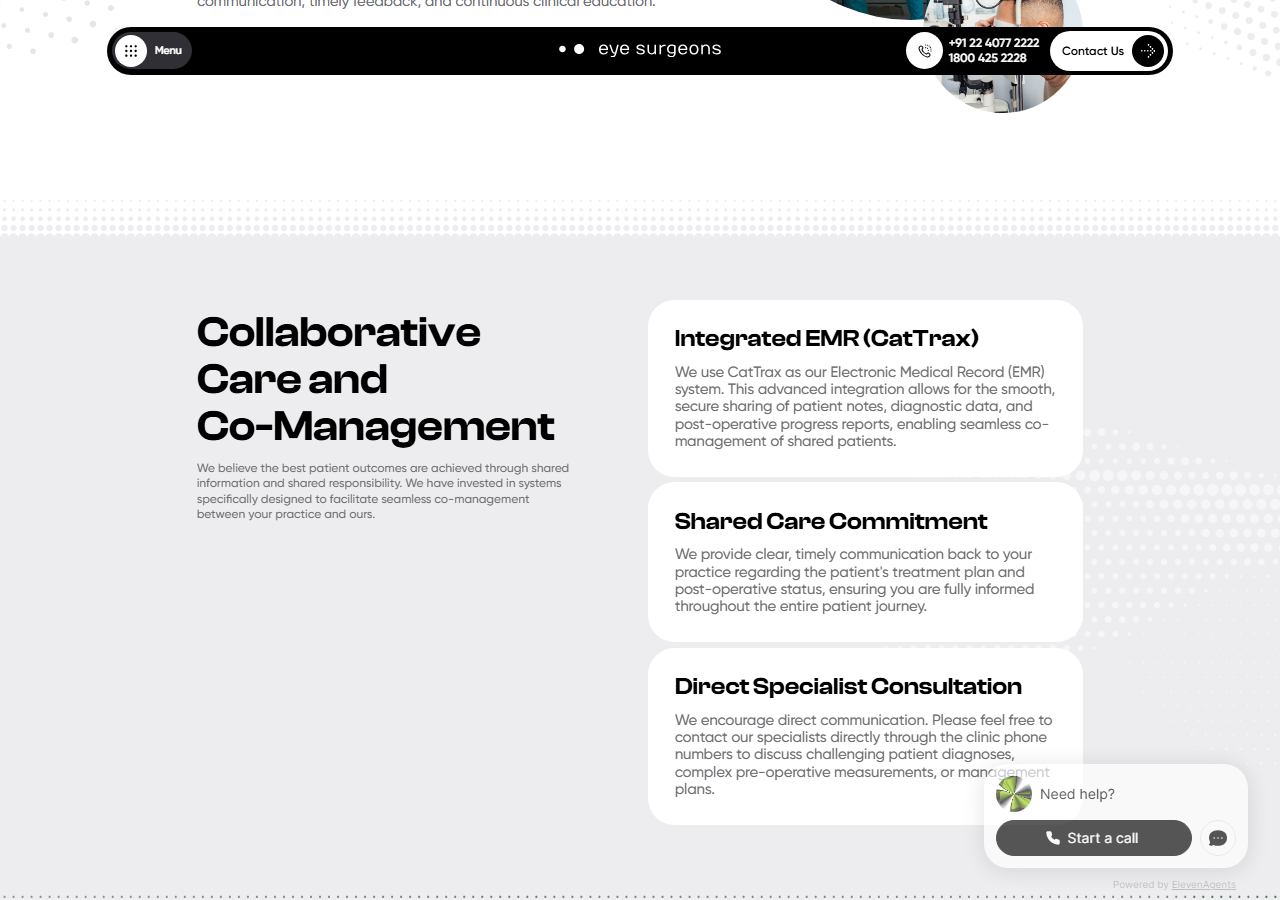 communication, timely feedback, and continuous clinical education.
Menu
eye surgeons
+91 22 4077 2222
1800 425 2228
Contact Us
Collaborative
Care and
Co-Management
We believe the best patient outcomes are achieved through shared
information and shared responsibility. We have invested in systems
specifically designed to facilitate seamless co-management
between your practice and ours.
Integrated EMR (CatTrax)
We use CatTrax as our Electronic Medical Record (EMR)
system. This advanced integration allows for the smooth,
secure sharing of patient notes, diagnostic data, and
post-operative progress reports, enabling seamless co-
management of shared patients.
Shared Care Commitment
We provide clear, timely communication back to your
practice regarding the patient's treatment plan and
post-operative status, ensuring you are fully informed
throughout the entire patient journey.
Direct Specialist Consultation
We encourage direct communication. Please feel free to
contact our specialists directly through the clinic phone
numbers to discuss challenging patient diagnoses,
complex pre-operative measurements, or management
plans.
Need help?
Start a call
Powered by ElevenAgents